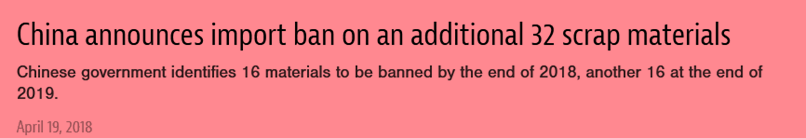 China announces import ban on an additional 32 scrap materials
Chinese government identifies 16 materials to be banned by the end of 2018, another 16 at the end of
2019.
April 19, 2018